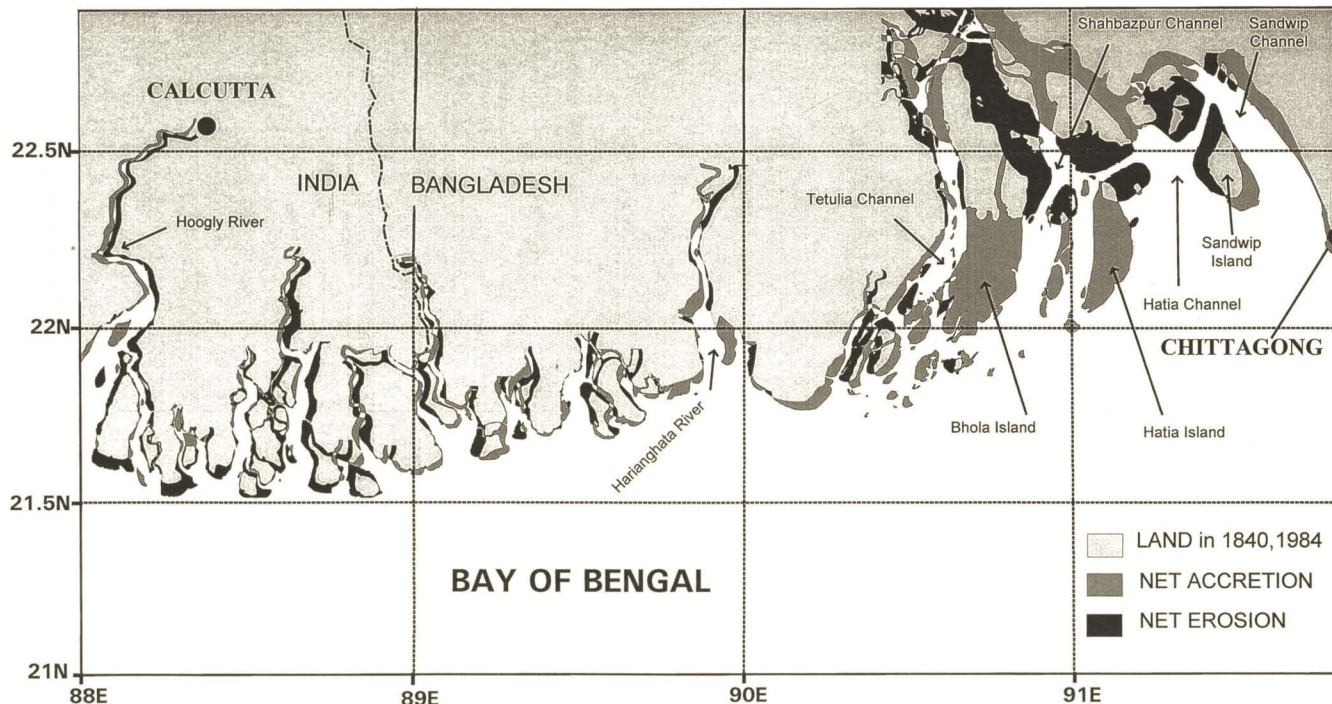 Shahbazpur Channel
Sandwip
Channel
CALCUTTA
22.5N
INDIA
BANGLADESH
Tetulia Channel
Hoogly River
Sandwip
Island
Hatia Channel
22N
CHITTAGONG
Harianghata River
Bhola Island
Hatia Island
21.5N
BAY OF BENGAL
LAND in 1840,1984
NET ACCRETION
NET EROSION
21N
88E
89E
90E
91E